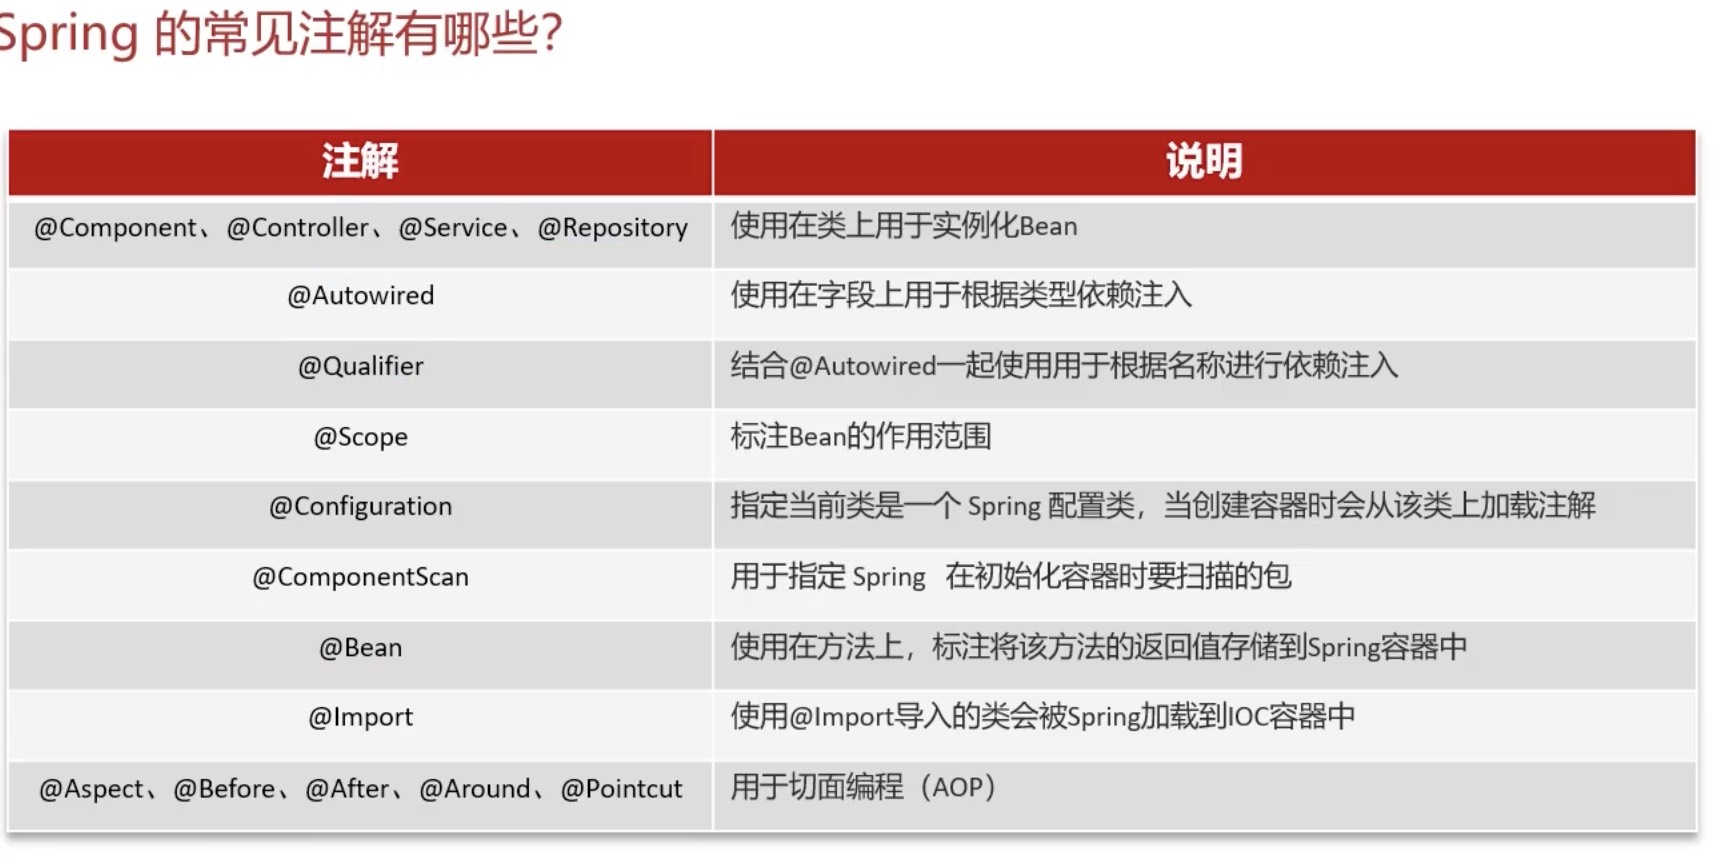 Spring 的常见注解有哪些?
注解 说明
@Component、@Controller、@Service、@Repository 使用在类上用于实例化Bean
@Autowired 使用在字段上用于根据类型依赖注入
@Qualifier 结合@Autowired一起使用用于根据名称进行依赖注入
@Scope 标注Bean的作用范围
@Configuration 指定当前类是一个 Spring 配置类，当创建容器时会从该类上加载注解
@ComponentScan 用于指定 Spring 在初始化容器时要扫描的包
@Bean 使用在方法上，标注将该方法的返回值存储到Spring容器中
@Import 使用@Import导入的类会被Spring加载到IOC容器中
@Aspect、@Before、@After、@Around、@Pointcut 用于切面编程（AOP）